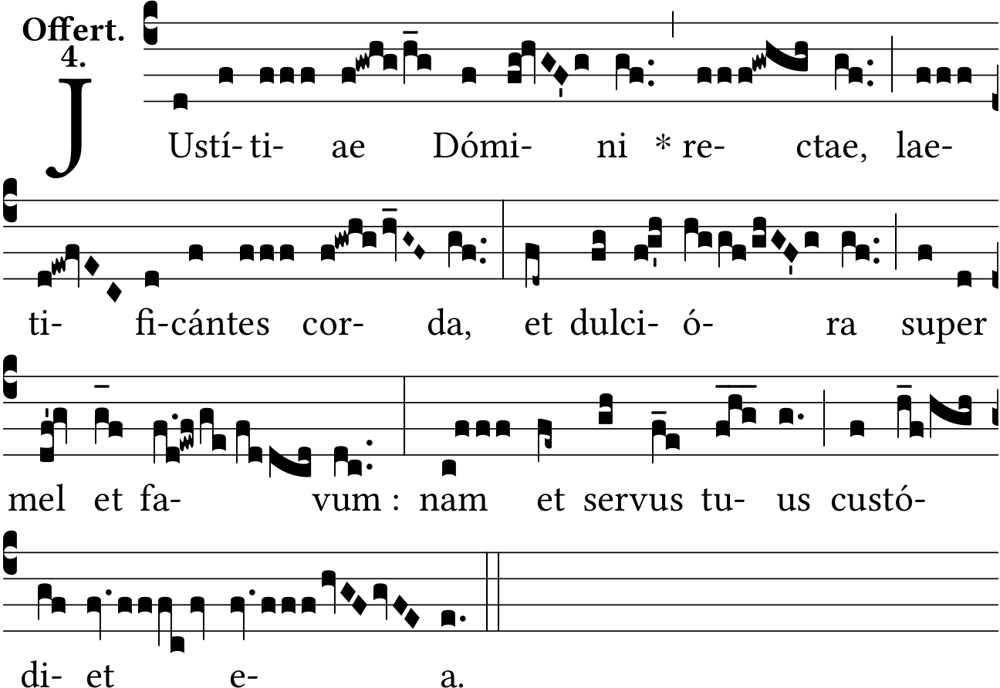 Offert.
4.
JUstí-ti- ae Dómi- ni * re- ctae, lae-
ti- fi-cántes cor- da, et dulci- ó- ra super
mel et fa- vum : nam et servus tu- us custó-
di- et e- a.